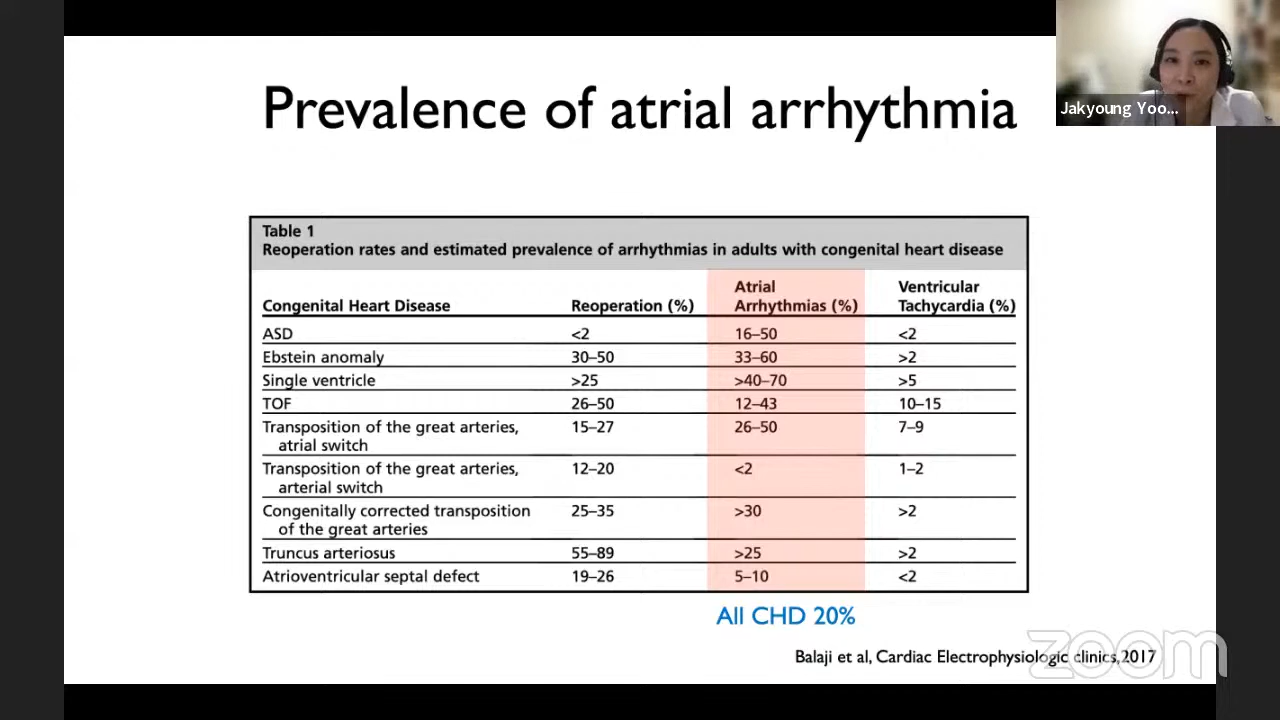 Prevalence of atrial arrhythmia
Jakyoung Yoo...
Table 1
Reoperation rates and estimated prevalence of arrhythmias in adults with congenital heart disease
Congenital Heart Disease Reoperation (%) Atrial Arrhythmias (%) Ventricular Tachycardia (%)
ASD <2 16–50 <2
Ebstein anomaly 30–50 33–60 >2
Single ventricle >25 >40–70 >5
TOF 26–50 12–43 10–15
Transposition of the great arteries, 15–27 26–50 7–9
atrial switch
Transposition of the great arteries, 12–20 <2 1–2
arterial switch
Congenitally corrected transposition 25–35 >30 >2
of the great arteries
Truncus arteriosus 55–89 >25 >2
Atrioventricular septal defect 19–26 5–10 <2
All CHD 20%
Balaji et al, Cardiac Electrophysiologic clinics,2017
zoom